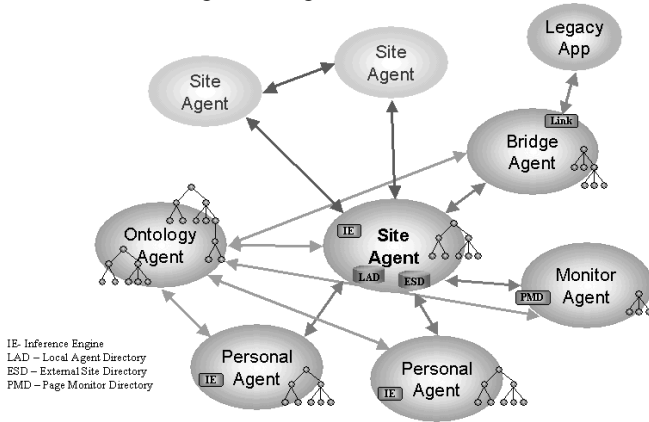 Legacy
App
Site
Agent
Site
Agent
Link
Bridge
Agent
Ontology
Agent
IE
Site
Agent
LAD
ESD
Monitor
Agent
PMD
IE- Inference Engine
LAD – Local Agent Directory
ESD – External Site Directory
PMD – Page Monitor Directory
Personal
Agent
IE
Personal
Agent
IE